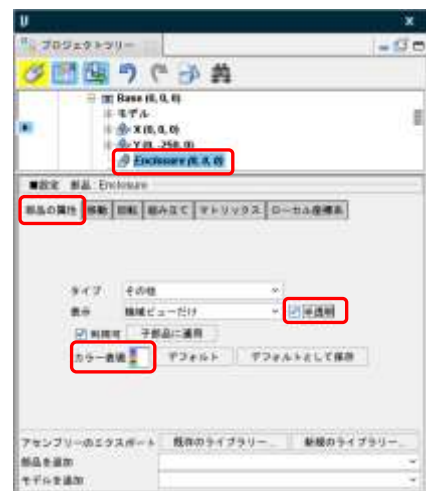 プロジェクトツリー
Base (0, 0, 0)
モデル
X (0, 0, 0)
Y (0, -250, 0)
Enclosure (0, 0, 0)
■設定 部品 : Enclosure
部品の属性 移動 回転 組み立て マトリックス ローカル座標系
タイプ その他
表示 機械ビューだけ 半透明
利用可 子部品に適用
カラー表現 デフォルト デフォルトとして保存
アセンブリーのエクスポート 既存のライブラリー... 新規のライブラリー...
部品を追加
モデルを追加